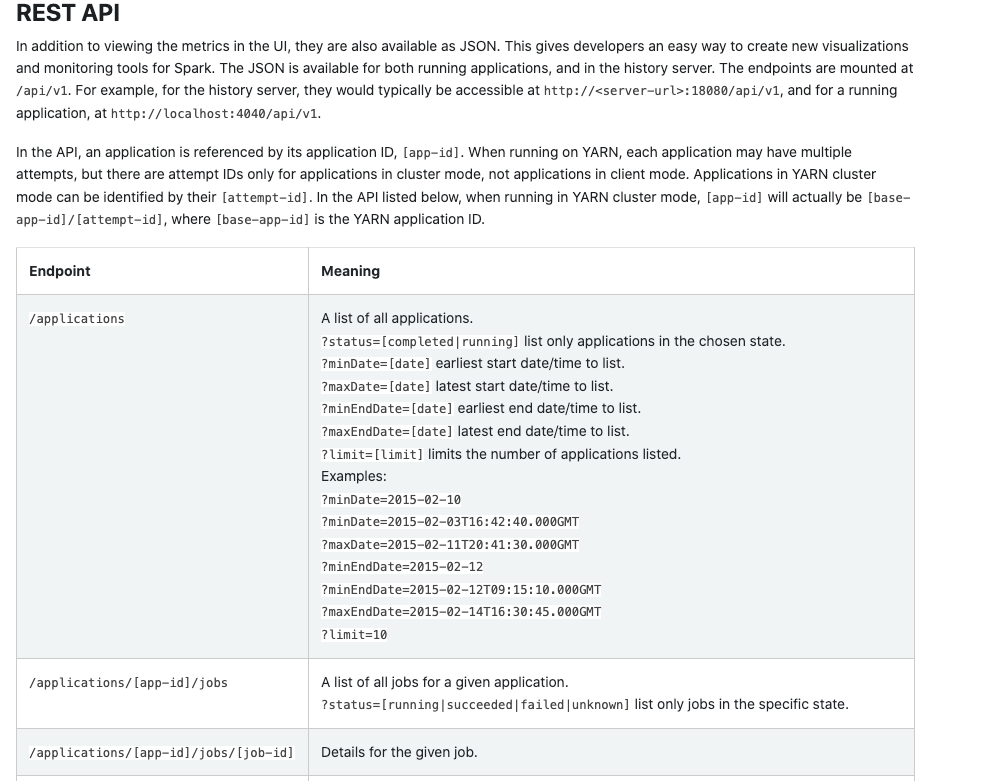 REST API
In addition to viewing the metrics in the UI, they are also available as JSON. This gives developers an easy way to create new visualizations
and monitoring tools for Spark. The JSON is available for both running applications, and in the history server. The endpoints are mounted at
/api/v1. For example, for the history server, they would typically be accessible at http://<server-url>:18080/api/v1, and for a running
application, at http://localhost:4040/api/v1.
In the API, an application is referenced by its application ID, [app-id]. When running on YARN, each application may have multiple
attempts, but there are attempt IDs only for applications in cluster mode, not applications in client mode. Applications in YARN cluster
mode can be identified by their [attempt-id]. In the API listed below, when running in YARN cluster mode, [app-id] will actually be [base-
app-id]/[attempt-id], where [base-app-id] is the YARN application ID.
Endpoint Meaning
/applications A list of all applications.
?status=[completed|running] list only applications in the chosen state.
?minDate=[date] earliest start date/time to list.
?maxDate=[date] latest start date/time to list.
?minEndDate=[date] earliest end date/time to list.
?maxEndDate=[date] latest end date/time to list.
?limit=[limit] limits the number of applications listed.
Examples:
?minDate=2015-02-10
?minDate=2015-02-03T16:42:40.000GMT
?maxDate=2015-02-11T20:41:30.000GMT
?minEndDate=2015-02-12
?minEndDate=2015-02-12T09:15:10.000GMT
?maxEndDate=2015-02-14T16:30:45.000GMT
?limit=10
/applications/[app-id]/jobs A list of all jobs for a given application.
?status=[running|succeeded|failed|unknown] list only jobs in the specific state.
/applications/[app-id]/jobs/[job-id] Details for the given job.